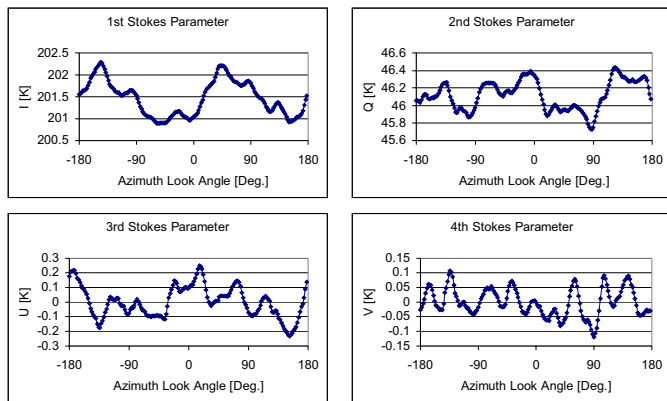 1st Stokes Parameter
I [K]
202.5
202
201.5
201
200.5
-180 -90 0 90 180
Azimuth Look Angle [Deg.]
2nd Stokes Parameter
Q [K]
46.6
46.4
46.2
46
45.8
45.6
-180 -90 0 90 180
Azimuth Look Angle [Deg.]
3rd Stokes Parameter
U [K]
0.3
0.2
0.1
0
-0.1
-0.2
-0.3
-180 -90 0 90 180
Azimuth Look Angle [Deg.]
4th Stokes Parameter
V [K]
0.15
0.1
0.05
0
-0.05
-0.1
-0.15
-180 -90 0 90 180
Azimuth Look Angle [Deg.]